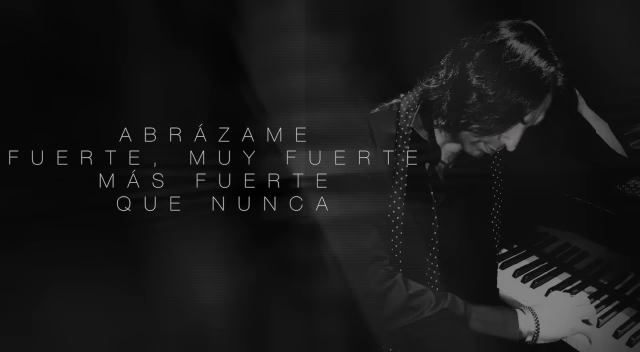 ABRÁZAME
FUERTE, MUY FUERTE
MÁS FUERTE
QUE NUNCA